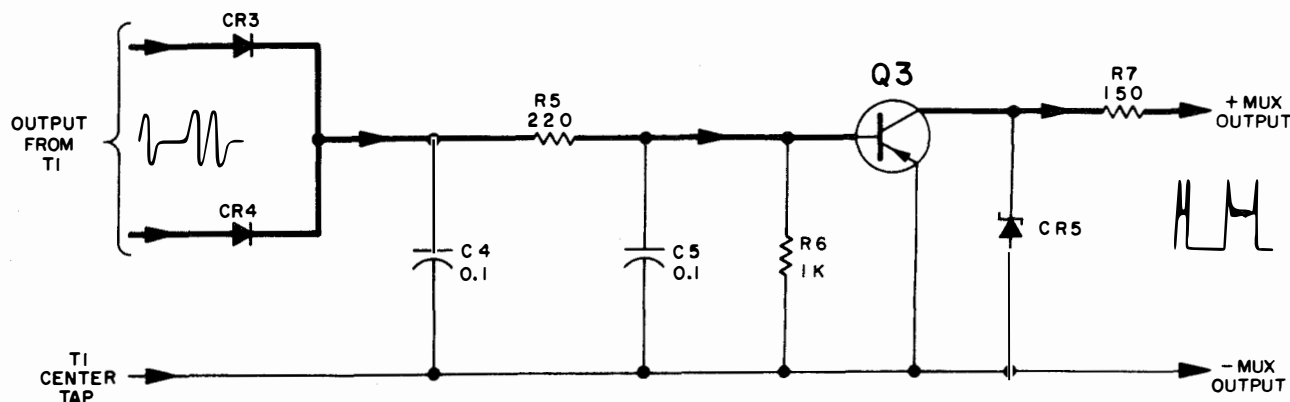 CR3
OUTPUT
FROM
T1
CR4
C4
0.1
R5
220
C5
0.1
R6
1K
Q3
CR5
R7
150
+ MUX
OUTPUT
T1
CENTER
TAP
– MUX
OUTPUT